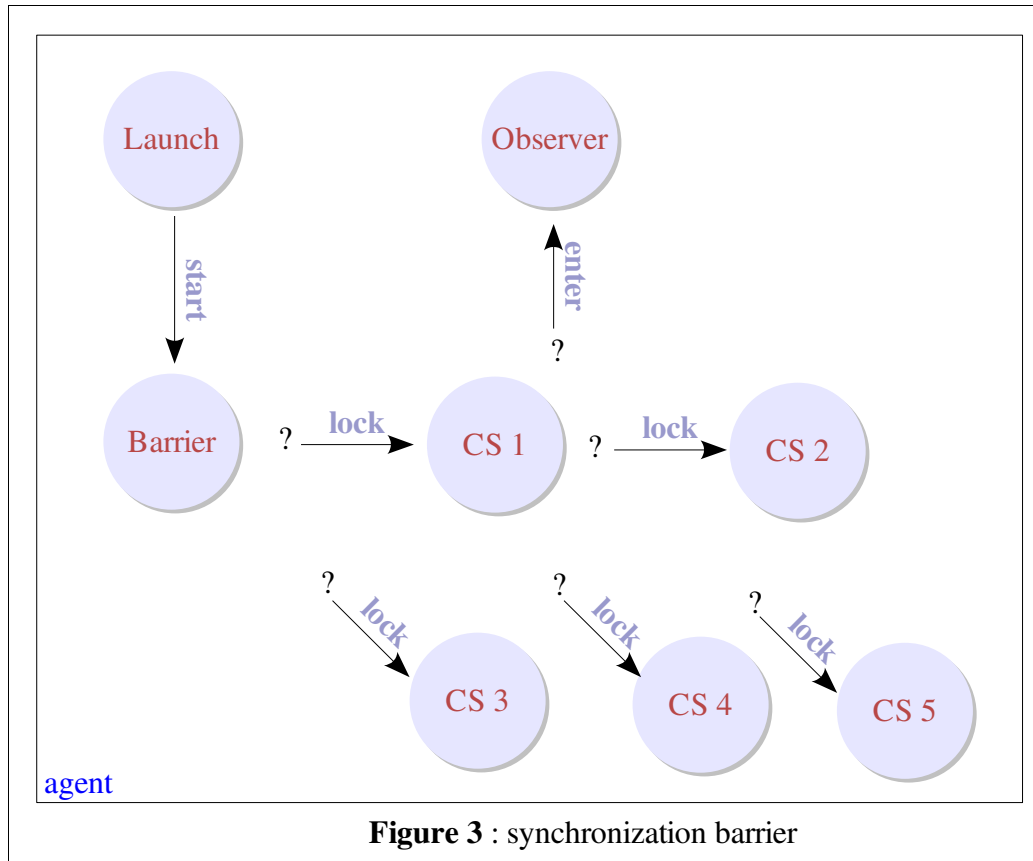 Launch
Observer
start
enter
?
Barrier
?
lock
CS 1
?
lock
CS 2
?
lock
CS 3
?
lock
CS 4
?
lock
CS 5
agent
Figure 3 : synchronization barrier